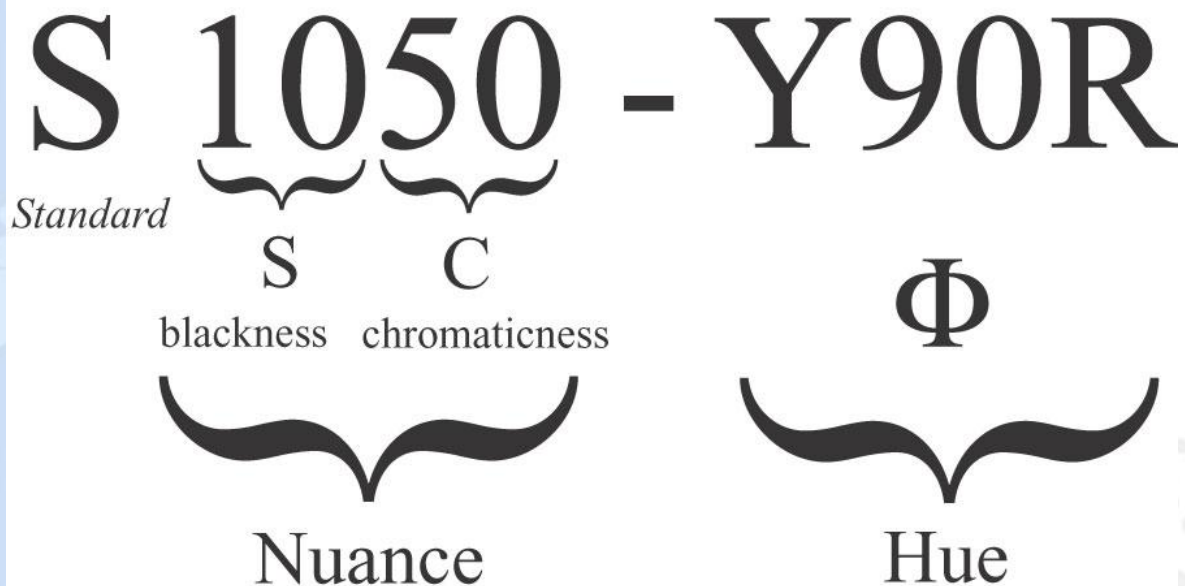 S 1050 - Y90R
Standard
S C
Φ
blackness chromaticness
Nuance Hue